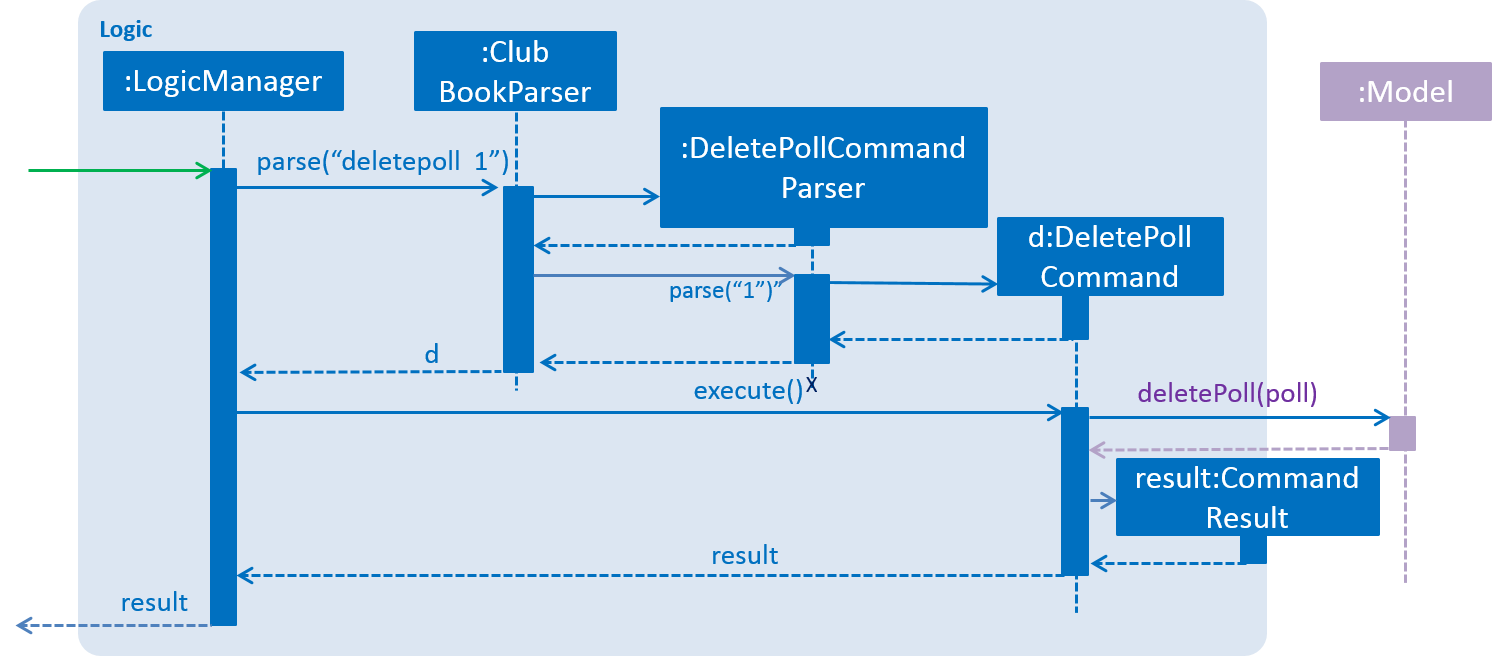 Logic
:LogicManager
:Club
BookParser
:Model
:DeletePollCommand
Parser
parse(“deletepoll 1”)
d:DeletePoll
Command
parse(“1”)”
d
execute()
X
deletePoll(poll)
result:Command
Result
result
result